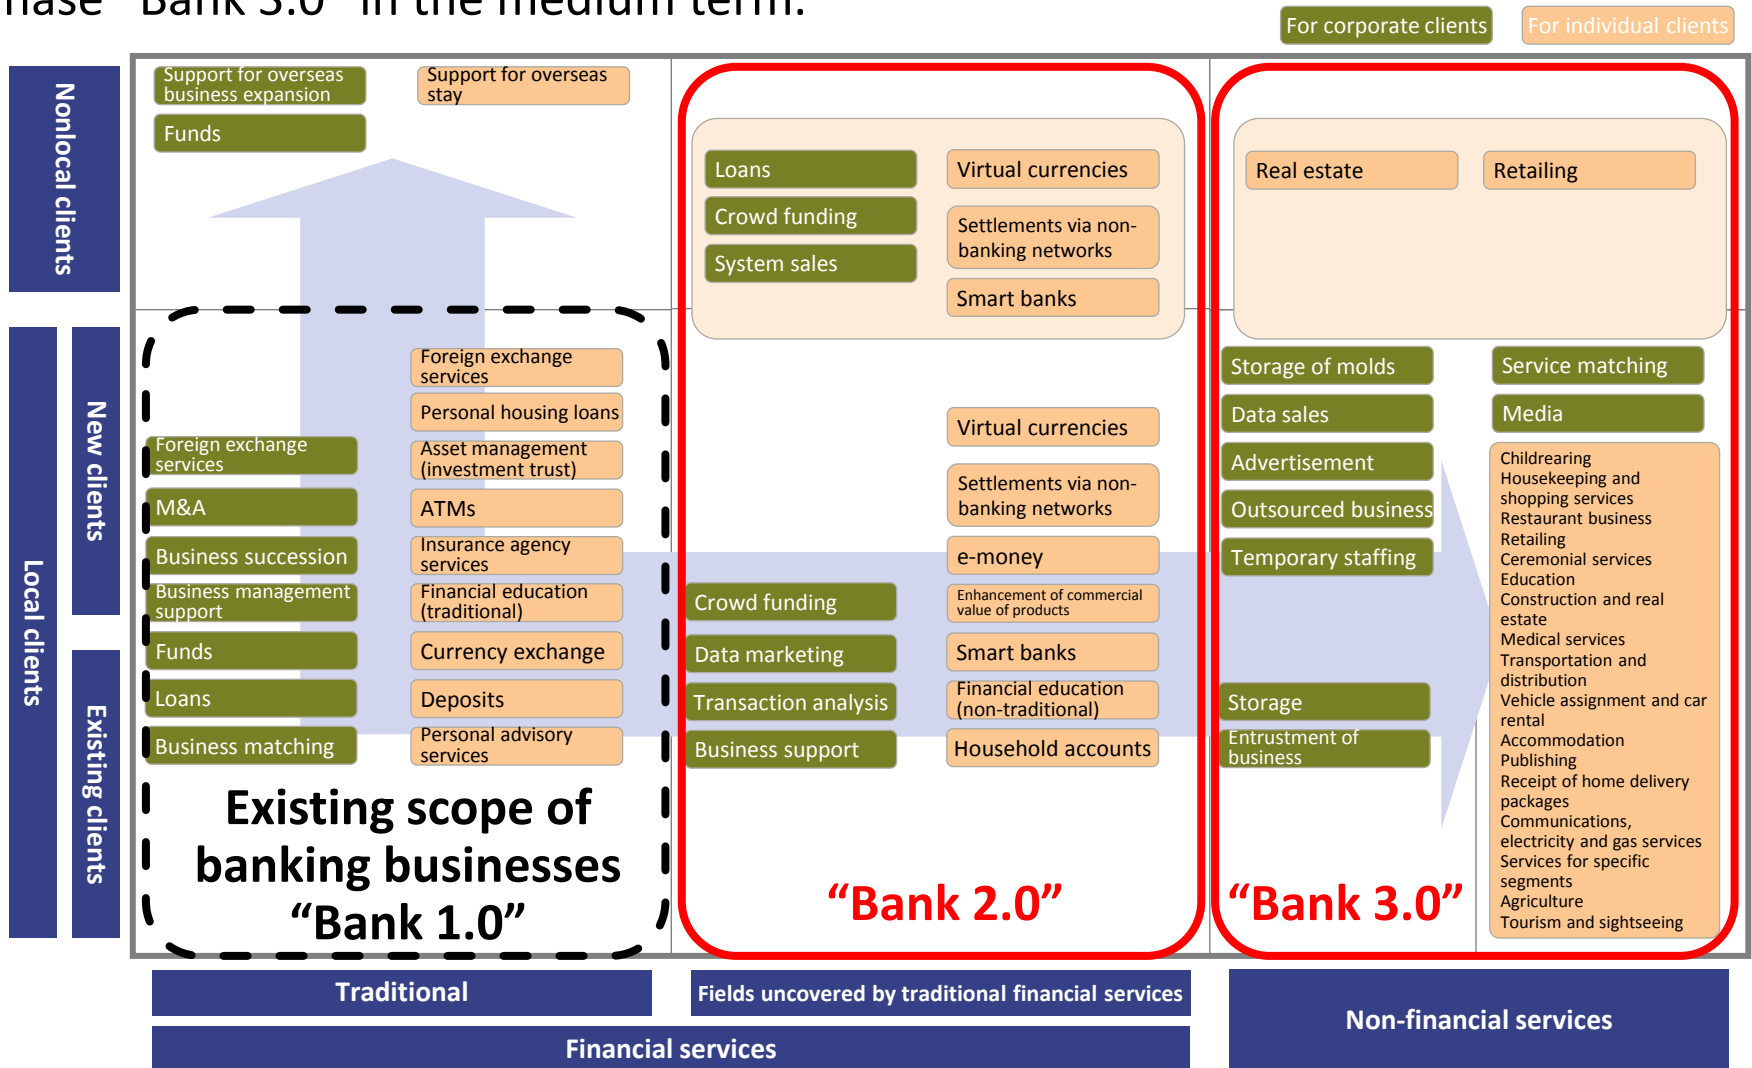 “Bank 3.0” in the medium term.
For corporate clients
For individual clients
Nonlocal clients
Support for overseas
business expansion
Funds
Support for overseas
stay
Loans
Crowd funding
System sales
Virtual currencies
Settlements via non-
banking networks
Smart banks
Real estate
Retailing
Local clients
New clients
Existing clients
Foreign exchange
services
M&A
Business succession
Business management
support
Funds
Loans
Business matching
Foreign exchange
services
Personal housing loans
Asset management
(investment trust)
ATMs
Insurance agency
services
Financial education
(traditional)
Currency exchange
Deposits
Personal advisory
services
Existing scope of
banking businesses
“Bank 1.0”
Crowd funding
Data marketing
Transaction analysis
Business support
Virtual currencies
Settlements via non-
banking networks
e-money
Enhancement of commercial
value of products
Smart banks
Financial education
(non-traditional)
Household accounts
“Bank 2.0”
Storage of molds
Data sales
Advertisement
Outsourced business
Temporary staffing
Storage
Entrustment of
business
Service matching
Media
Childrearing
Housekeeping and
shopping services
Restaurant business
Retailing
Ceremonial services
Education
Construction and real
estate
Medical services
Transportation and
distribution
Vehicle assignment and car
rental
Accommodation
Publishing
Receipt of home delivery
packages
Communications,
electricity and gas services
Services for specific
segments
Agriculture
Tourism and sightseeing
“Bank 3.0”
Traditional
Fields uncovered by traditional financial services
Financial services
Non-financial services